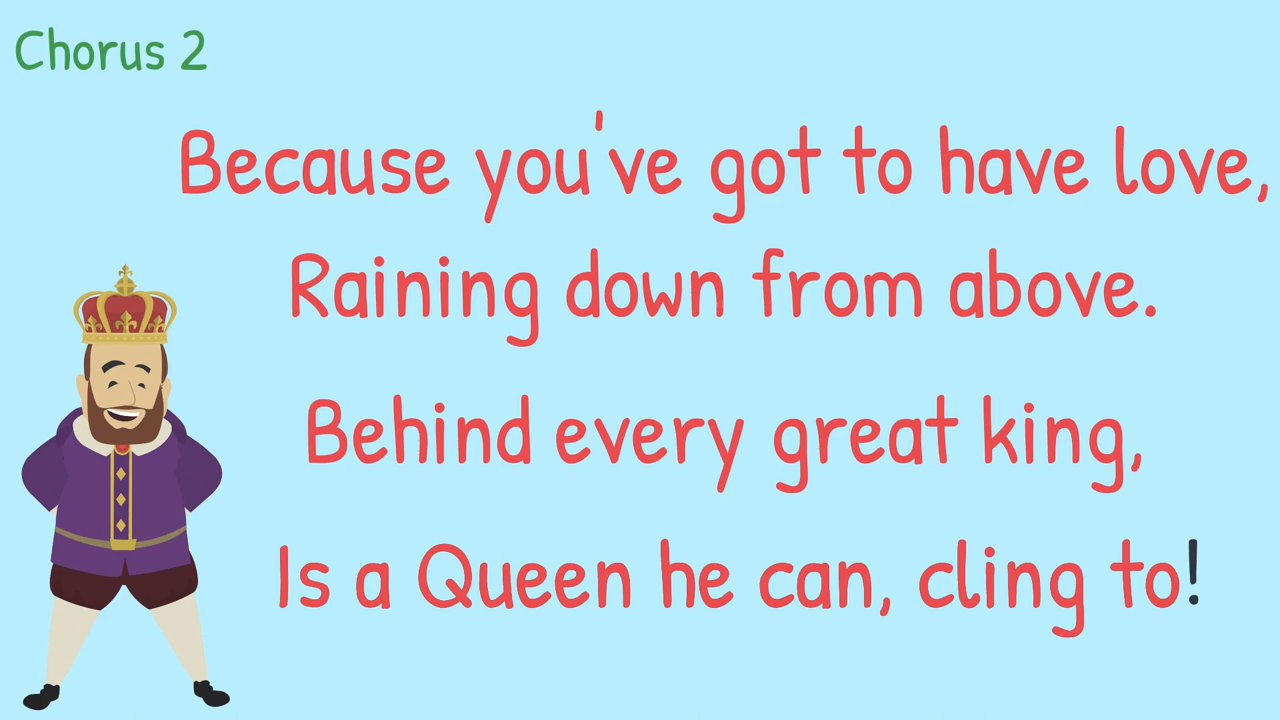 Chorus 2
Because you've got to have love,
Raining down from above.
Behind every great king,
Is a Queen he can, cling to!